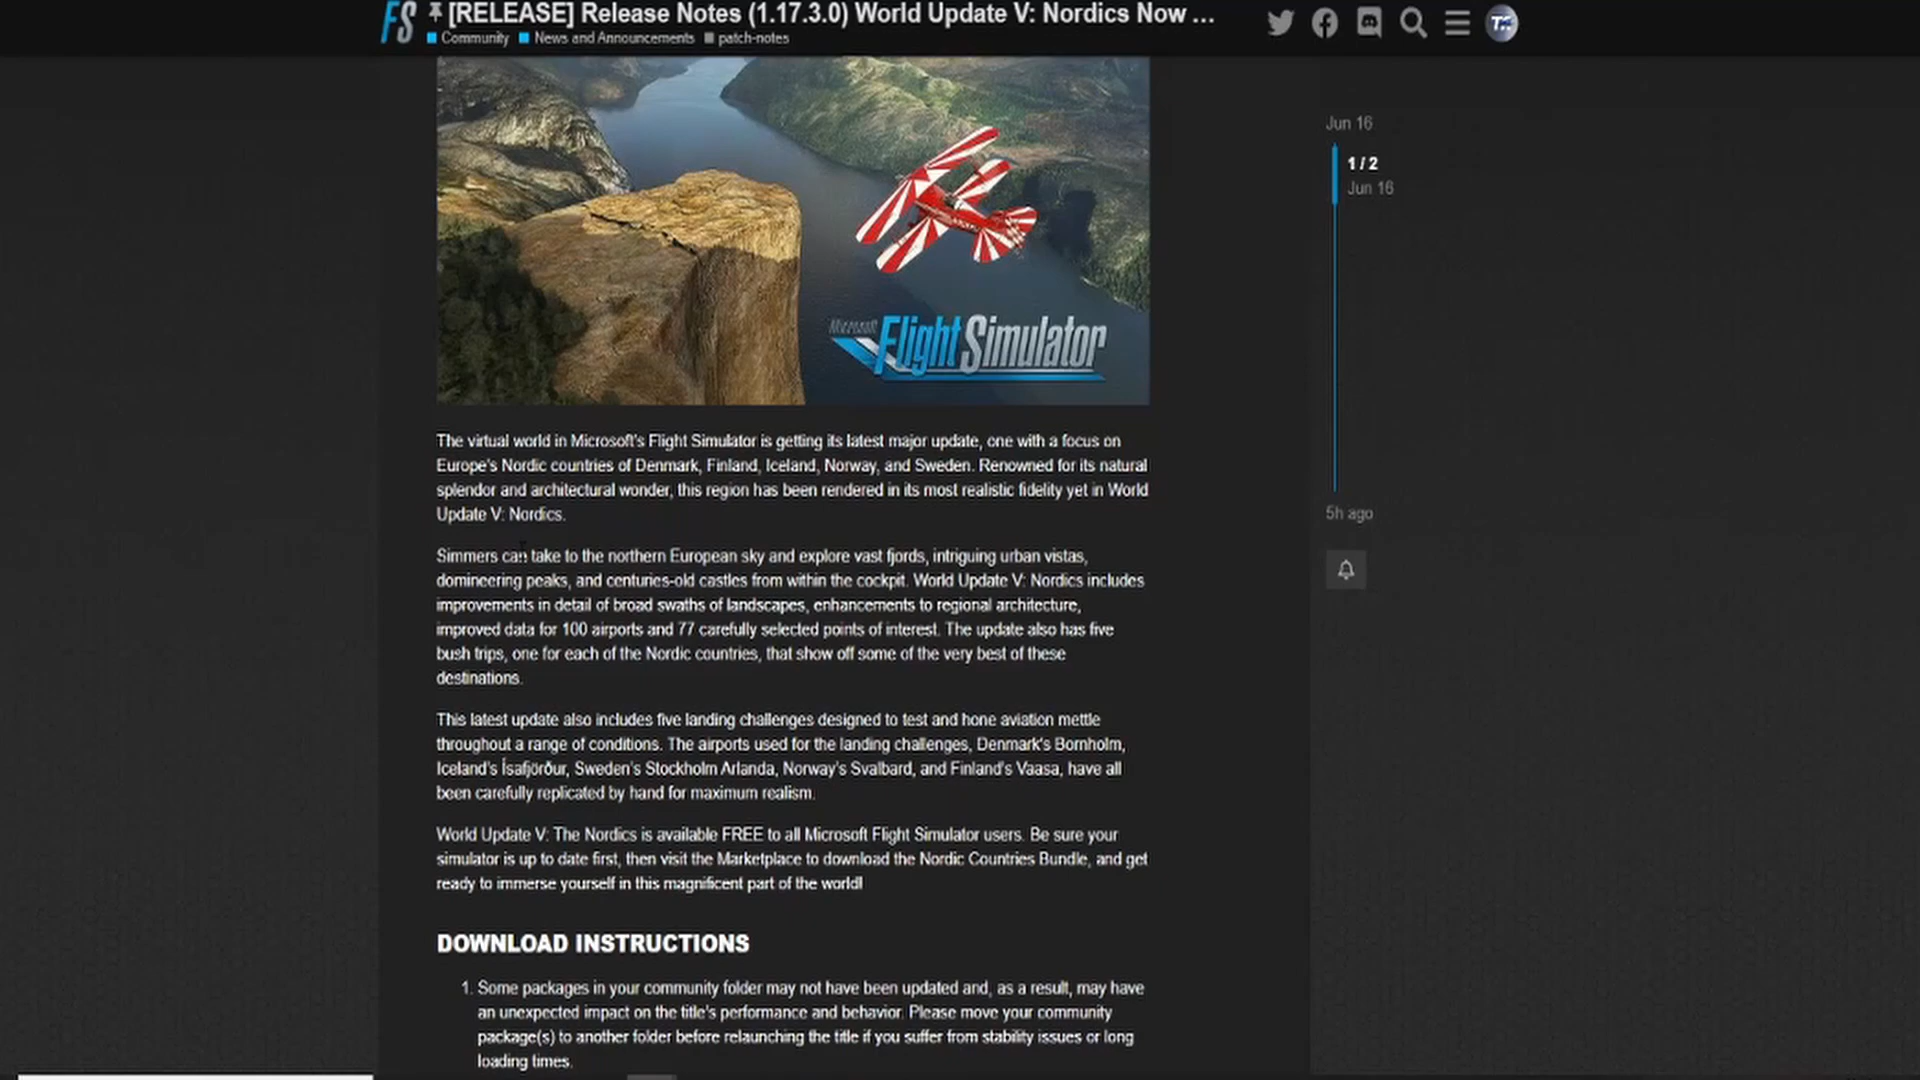 FS
[RELEASE] Release Notes (1.17.3.0) World Update V: Nordics Now ...
Community News and Announcements patch-notes
Microsoft
Flight Simulator
Jun 16
1 / 2
Jun 16
5h ago
The virtual world in Microsoft's Flight Simulator is getting its latest major update, one with a focus on
Europe's Nordic countries of Denmark, Finland, Iceland, Norway, and Sweden. Renowned for its natural
splendor and architectural wonder, this region has been rendered in its most realistic fidelity yet in World
Update V: Nordics.
Simmers can take to the northern European sky and explore vast fjords, intriguing urban vistas,
domineering peaks, and centuries-old castles from within the cockpit. World Update V: Nordics includes
improvements in detail of broad swaths of landscapes, enhancements to regional architecture,
improved data for 100 airports and 77 carefully selected points of interest. The update also has five
bush trips, one for each of the Nordic countries, that show off some of the very best of these
destinations.
This latest update also includes five landing challenges designed to test and hone aviation mettle
throughout a range of conditions. The airports used for the landing challenges, Denmark's Bornholm,
Iceland's Ísafjörður, Sweden's Stockholm Arlanda, Norway's Svalbard, and Finland's Vaasa, have all
been carefully replicated by hand for maximum realism.
World Update V: The Nordics is available FREE to all Microsoft Flight Simulator users. Be sure your
simulator is up to date first, then visit the Marketplace to download the Nordic Countries Bundle, and get
ready to immerse yourself in this magnificent part of the world!
DOWNLOAD INSTRUCTIONS
1. Some packages in your community folder may not have been updated and, as a result, may have
an unexpected impact on the title's performance and behavior. Please move your community
package(s) to another folder before relaunching the title if you suffer from stability issues or long
loading times.